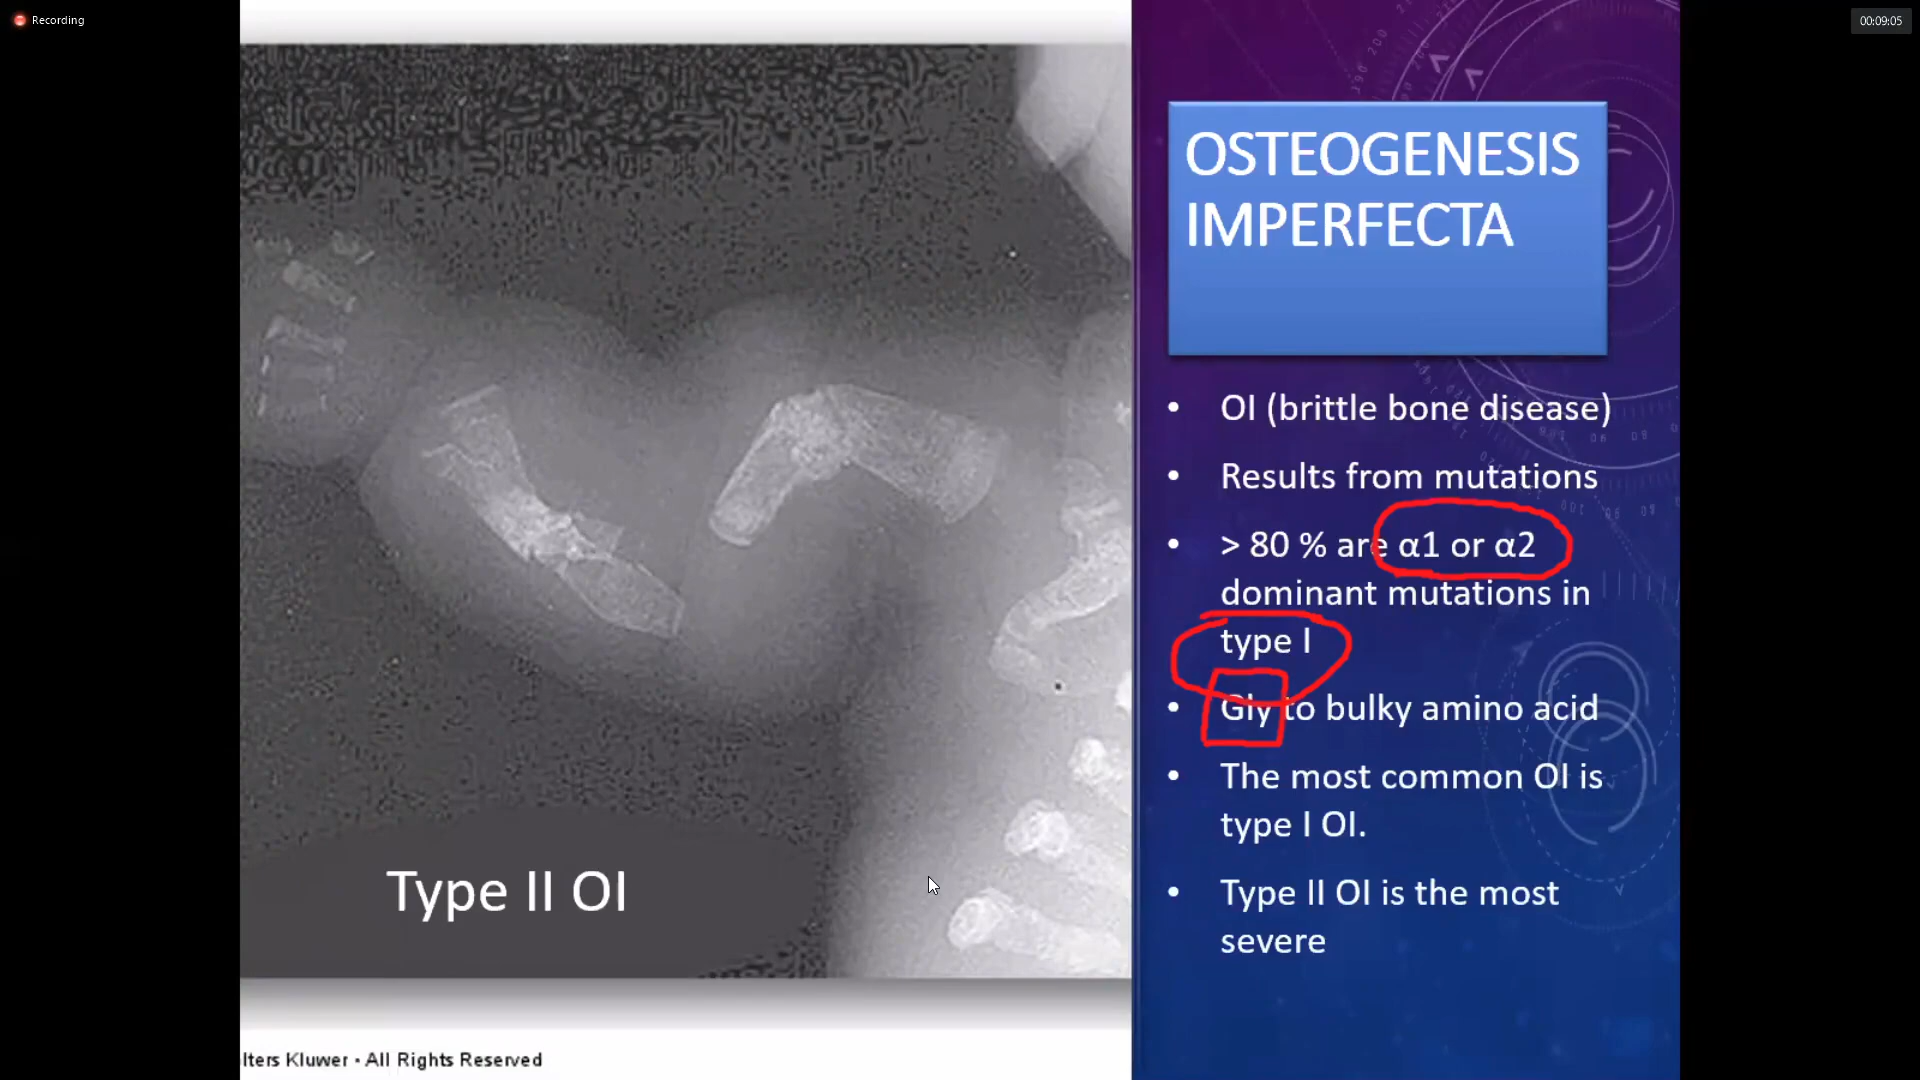 Recording
00:09:05
OSTEOGENESIS
IMPERFECTA
• OI (brittle bone disease)
• Results from mutations
• > 80 % are α1 or α2
dominant mutations in
type I
• Gly to bulky amino acid
• The most common OI is
type I OI.
• Type II OI is the most
severe
Type II OI
lters Kluwer • All Rights Reserved